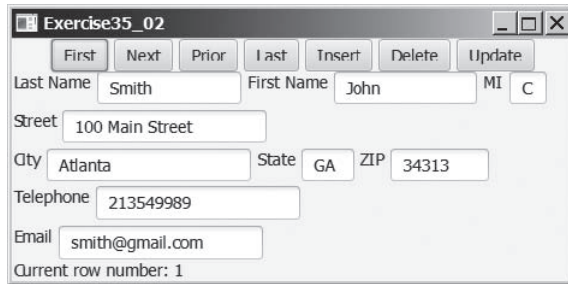 Exercise35_02
First Next Prior Last Insert Delete Update
Last Name Smith First Name John MI C
Street 100 Main Street
City Atlanta State GA ZIP 34313
Telephone 213549989
Email smith@gmail.com
Current row number: 1